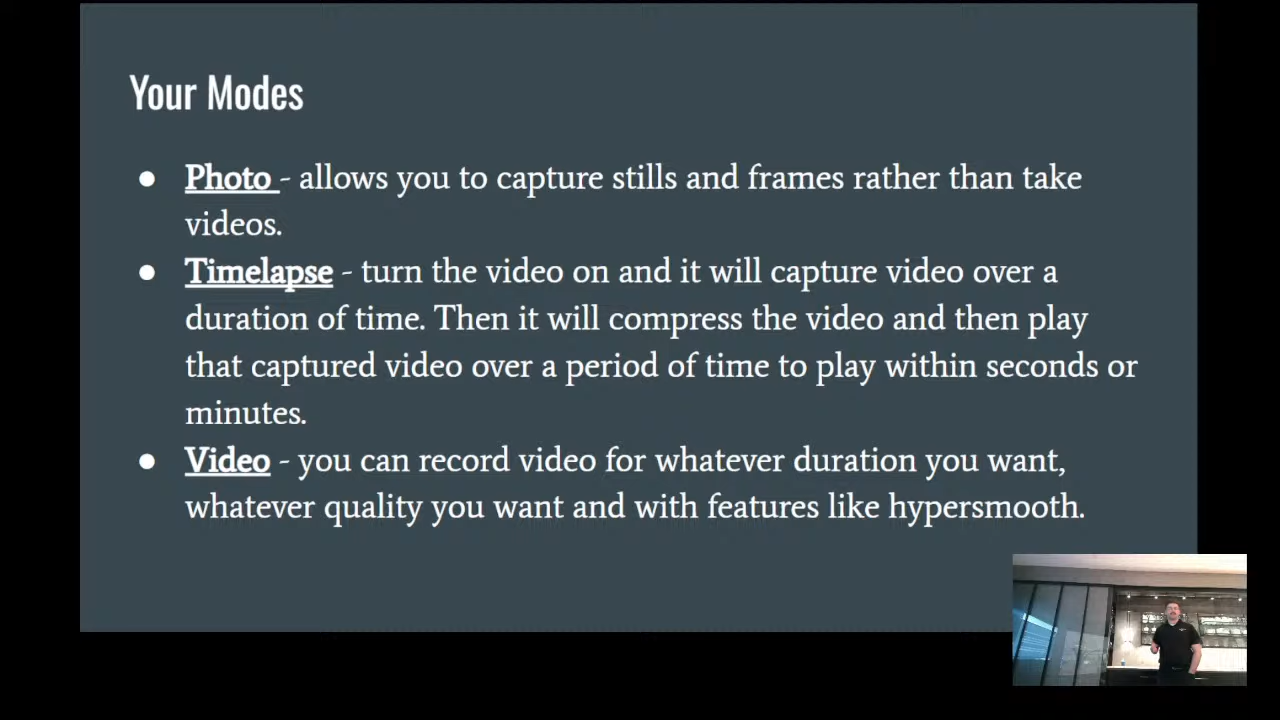 Your Modes
● Photo - allows you to capture stills and frames rather than take
videos.
● Timelapse - turn the video on and it will capture video over a
duration of time. Then it will compress the video and then play
that captured video over a period of time to play within seconds or
minutes.
● Video - you can record video for whatever duration you want,
whatever quality you want and with features like hypersmooth.